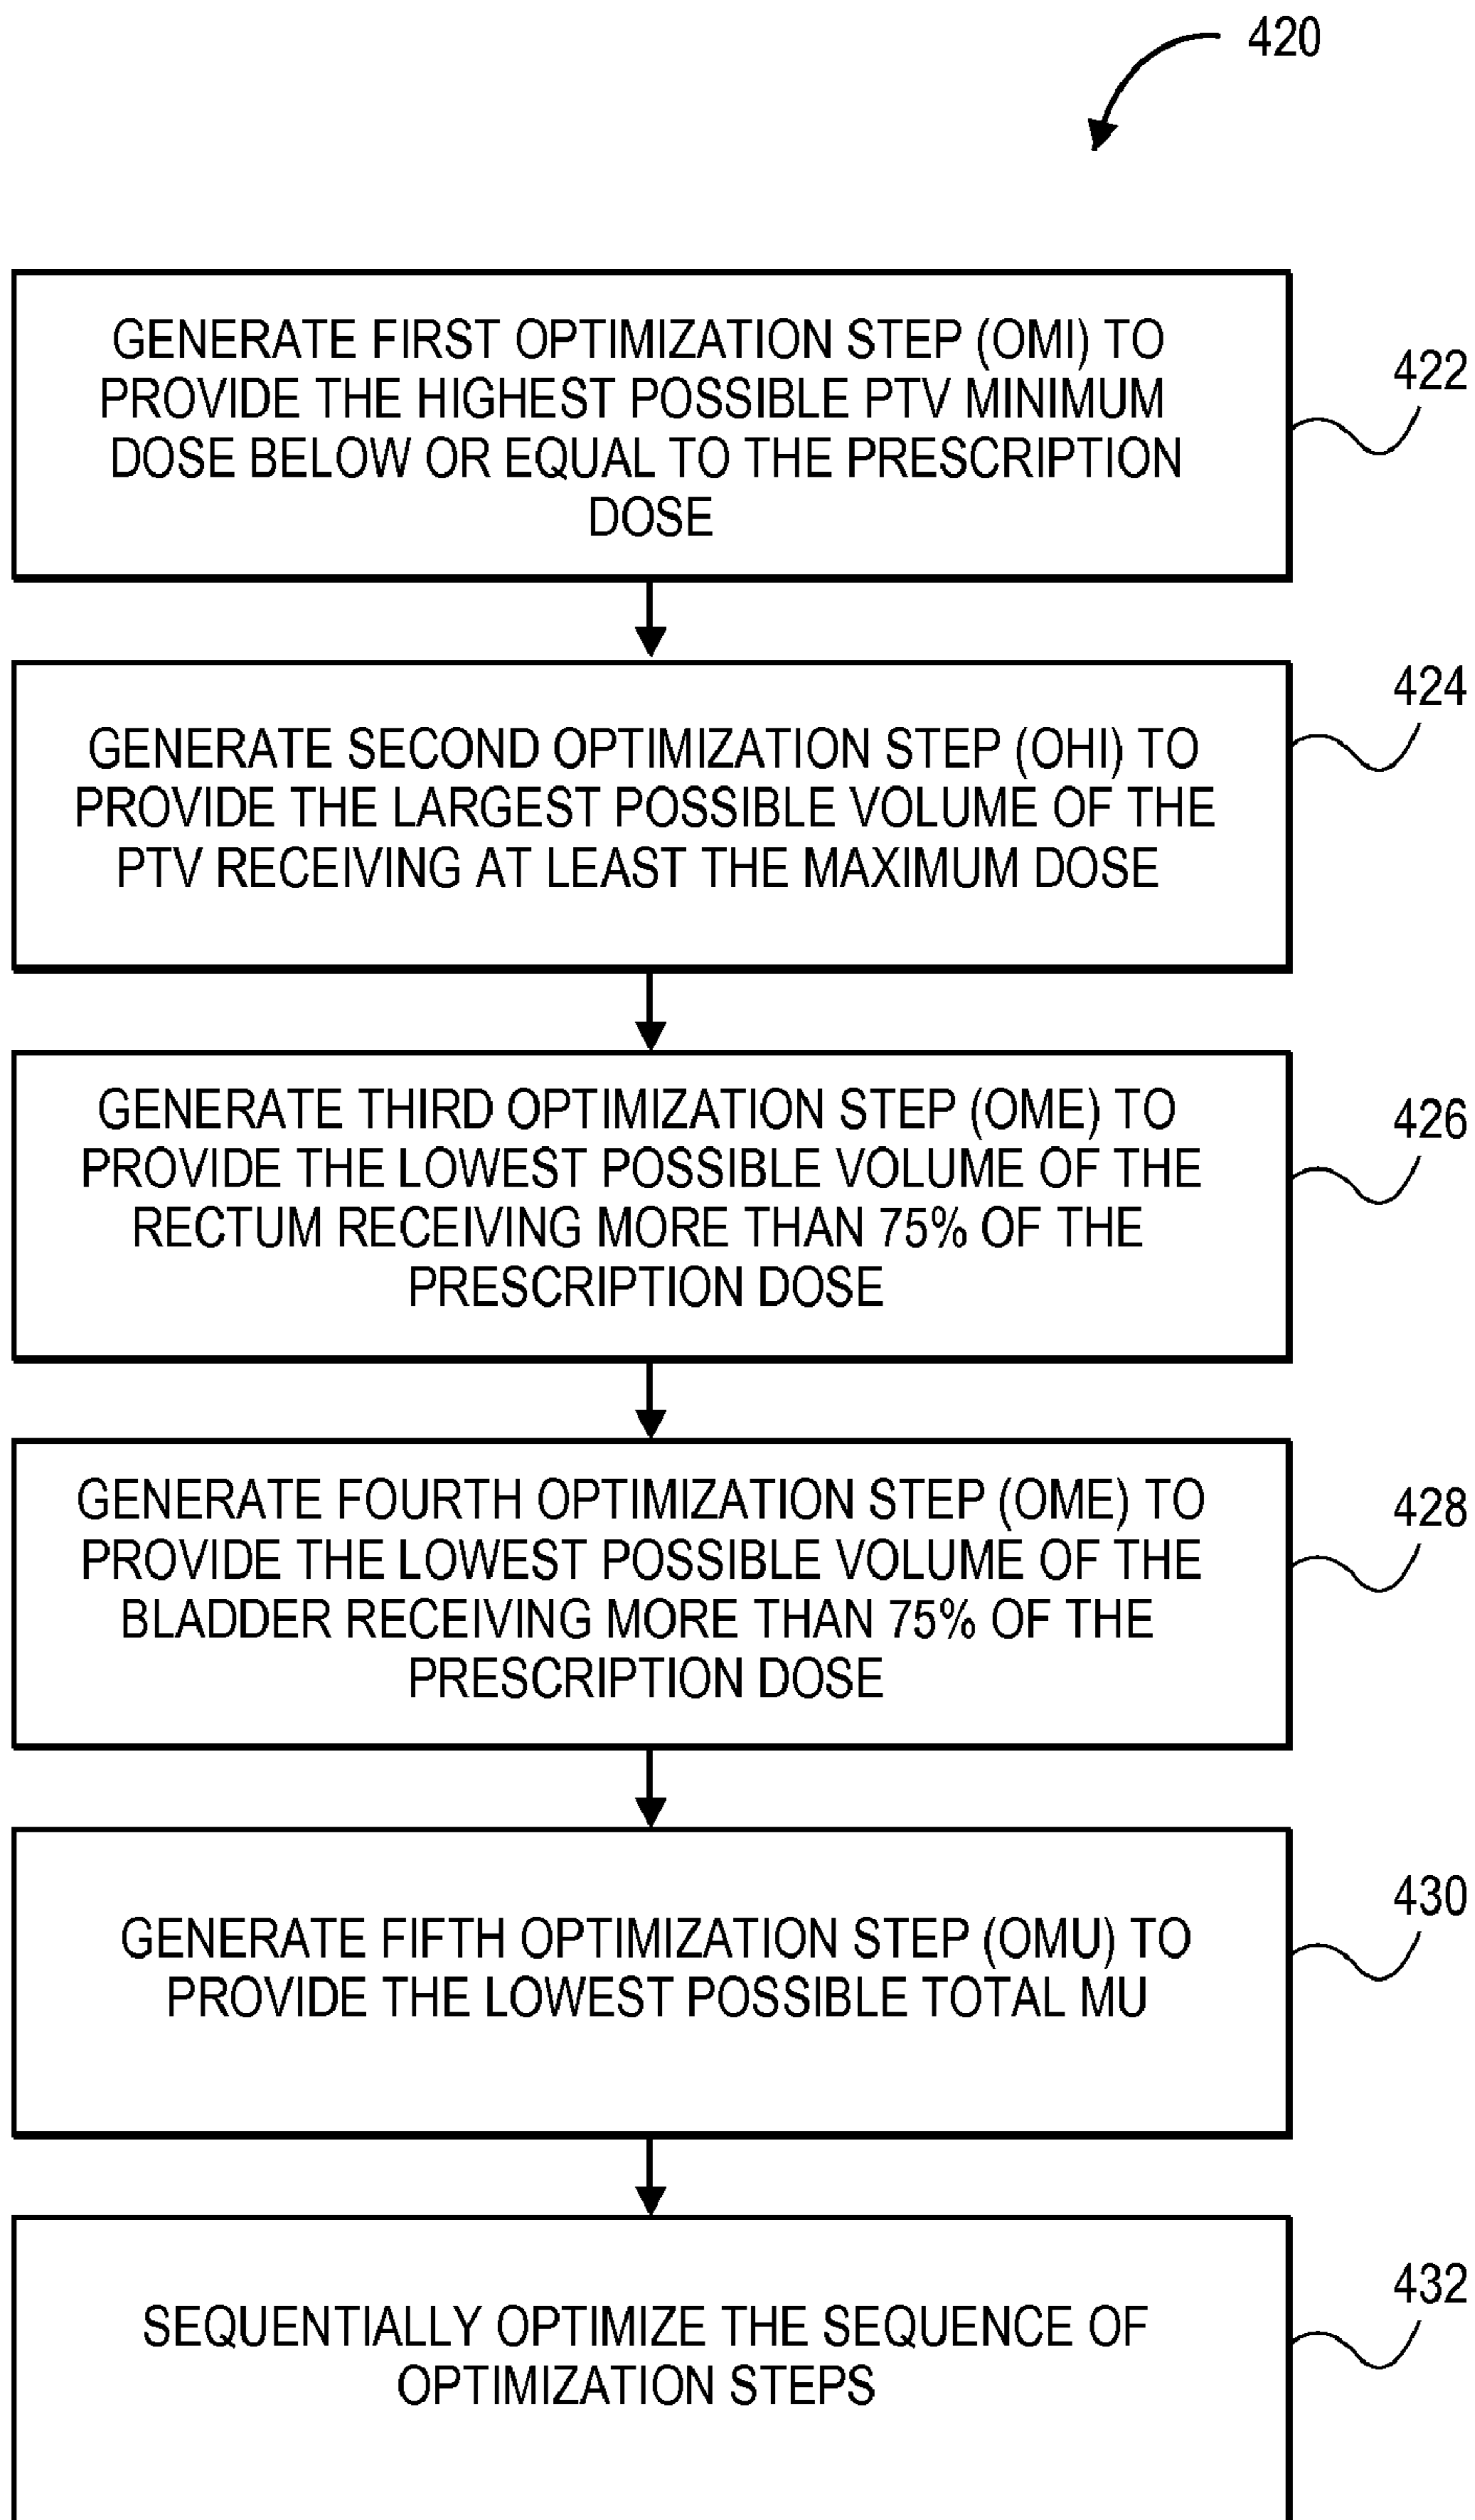 420
GENERATE FIRST OPTIMIZATION STEP (OMI) TO
PROVIDE THE HIGHEST POSSIBLE PTV MINIMUM
DOSE BELOW OR EQUAL TO THE PRESCRIPTION
DOSE
422
GENERATE SECOND OPTIMIZATION STEP (OHI) TO
PROVIDE THE LARGEST POSSIBLE VOLUME OF THE
PTV RECEIVING AT LEAST THE MAXIMUM DOSE
424
GENERATE THIRD OPTIMIZATION STEP (OME) TO
PROVIDE THE LOWEST POSSIBLE VOLUME OF THE
RECTUM RECEIVING MORE THAN 75% OF THE
PRESCRIPTION DOSE
426
GENERATE FOURTH OPTIMIZATION STEP (OME) TO
PROVIDE THE LOWEST POSSIBLE VOLUME OF THE
BLADDER RECEIVING MORE THAN 75% OF THE
PRESCRIPTION DOSE
428
GENERATE FIFTH OPTIMIZATION STEP (OMU) TO
PROVIDE THE LOWEST POSSIBLE TOTAL MU
430
SEQUENTIALLY OPTIMIZE THE SEQUENCE OF
OPTIMIZATION STEPS
432